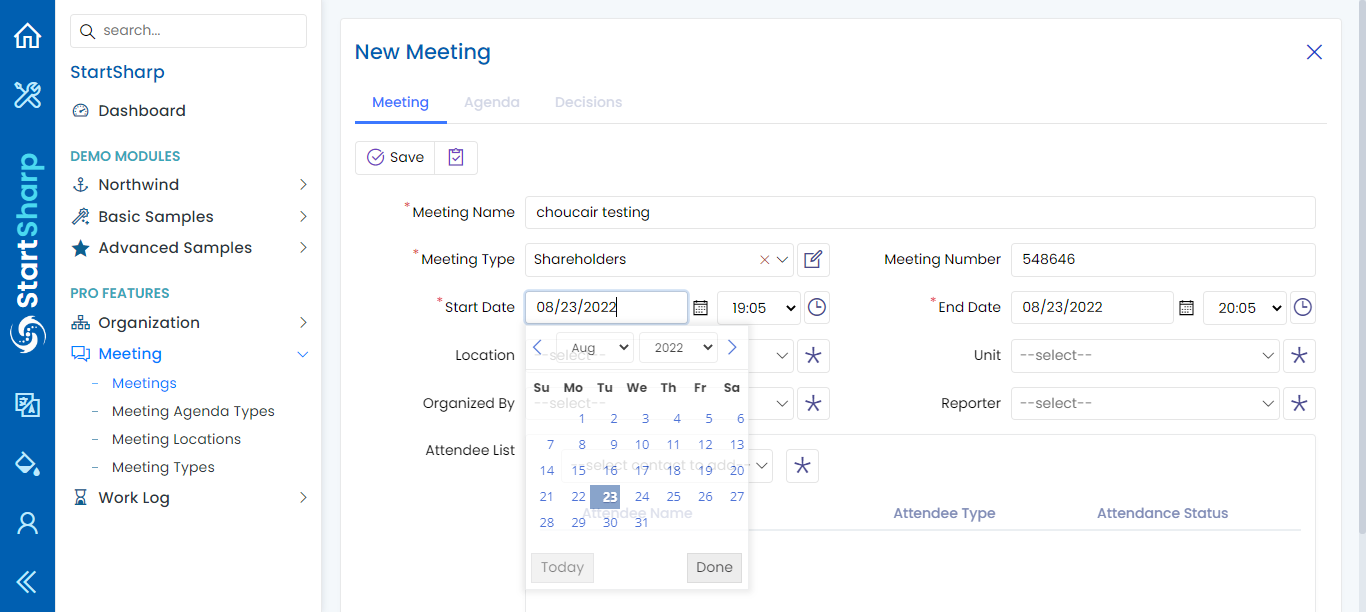 search...
StartSharp
Dashboard
DEMO MODULES
Northwind
Basic Samples
Advanced Samples
PRO FEATURES
Organization
Meeting
Meetings
Meeting Agenda Types
Meeting Locations
Meeting Types
Work Log
StartSharp
New Meeting
Meeting Agenda Decisions
Save
*Meeting Name choucair testing
*Meeting Type Shareholders Meeting Number 548646
*Start Date 08/23/2022 19:05 *End Date 08/23/2022 20:05
Location --select-- Unit --select--
Organized By --select-- Reporter --select--
Attendee List
--select contact to add--
Attendee Name Attendee Type Attendance Status
Aug 2022
Su Mo Tu We Th Fr Sa
1 2 3 4 5 6
7 8 9 10 11 12 13
14 15 16 17 18 19 20
21 22 23 24 25 26 27
28 29 30 31
Today Done